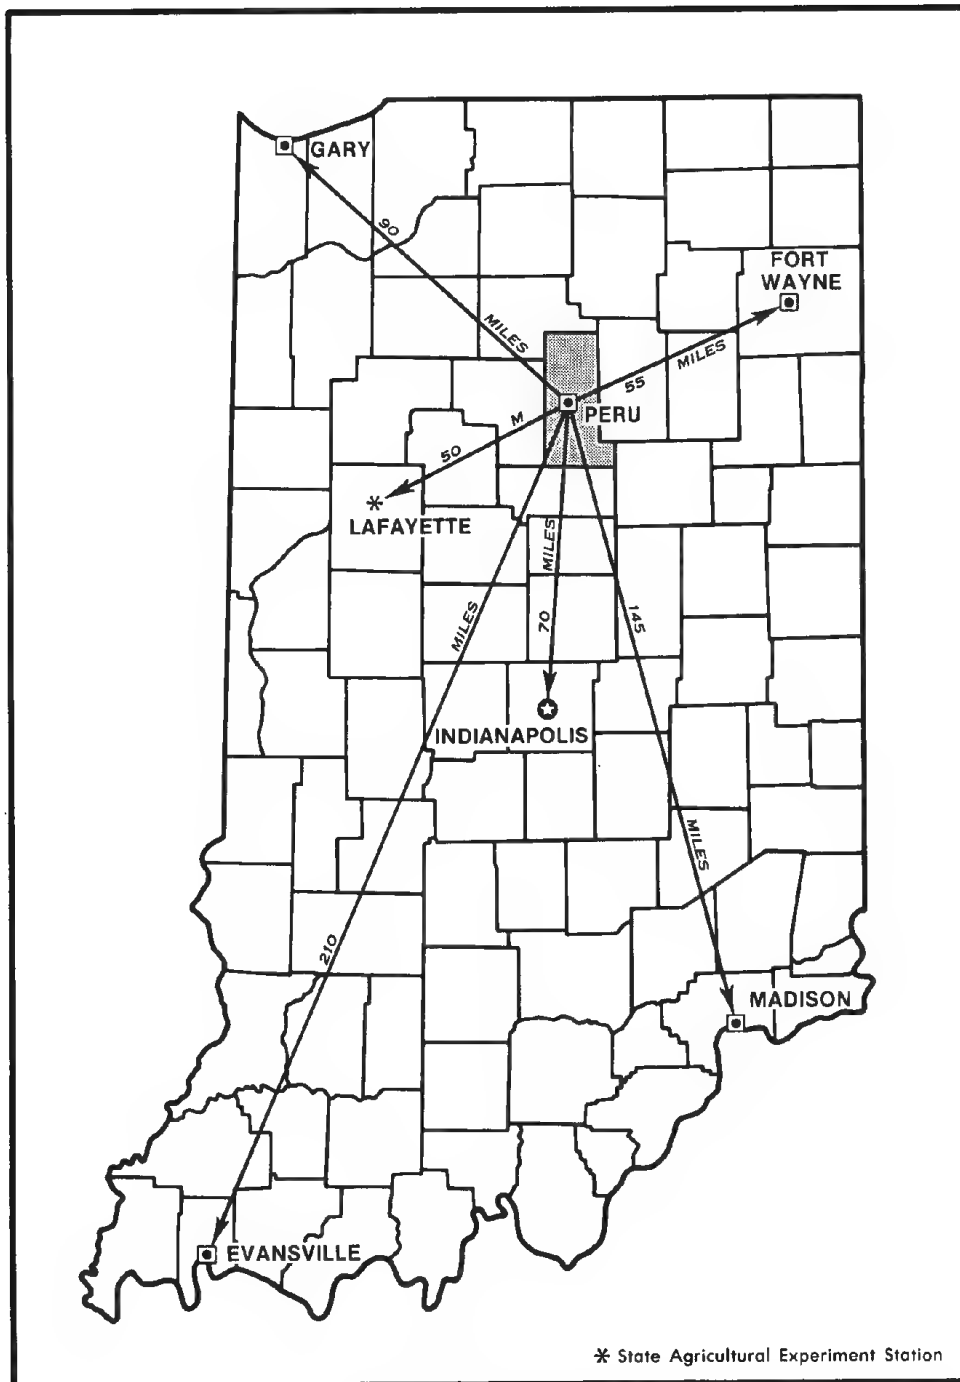 GARY
90
MILES
FORT
WAYNE
55
MILES
PERU
M
50
LAFAYETTE
MILES
70
MILES
145
INDIANAPOLIS
MILES
210
MADISON
EVANSVILLE
* State Agricultural Experiment Station